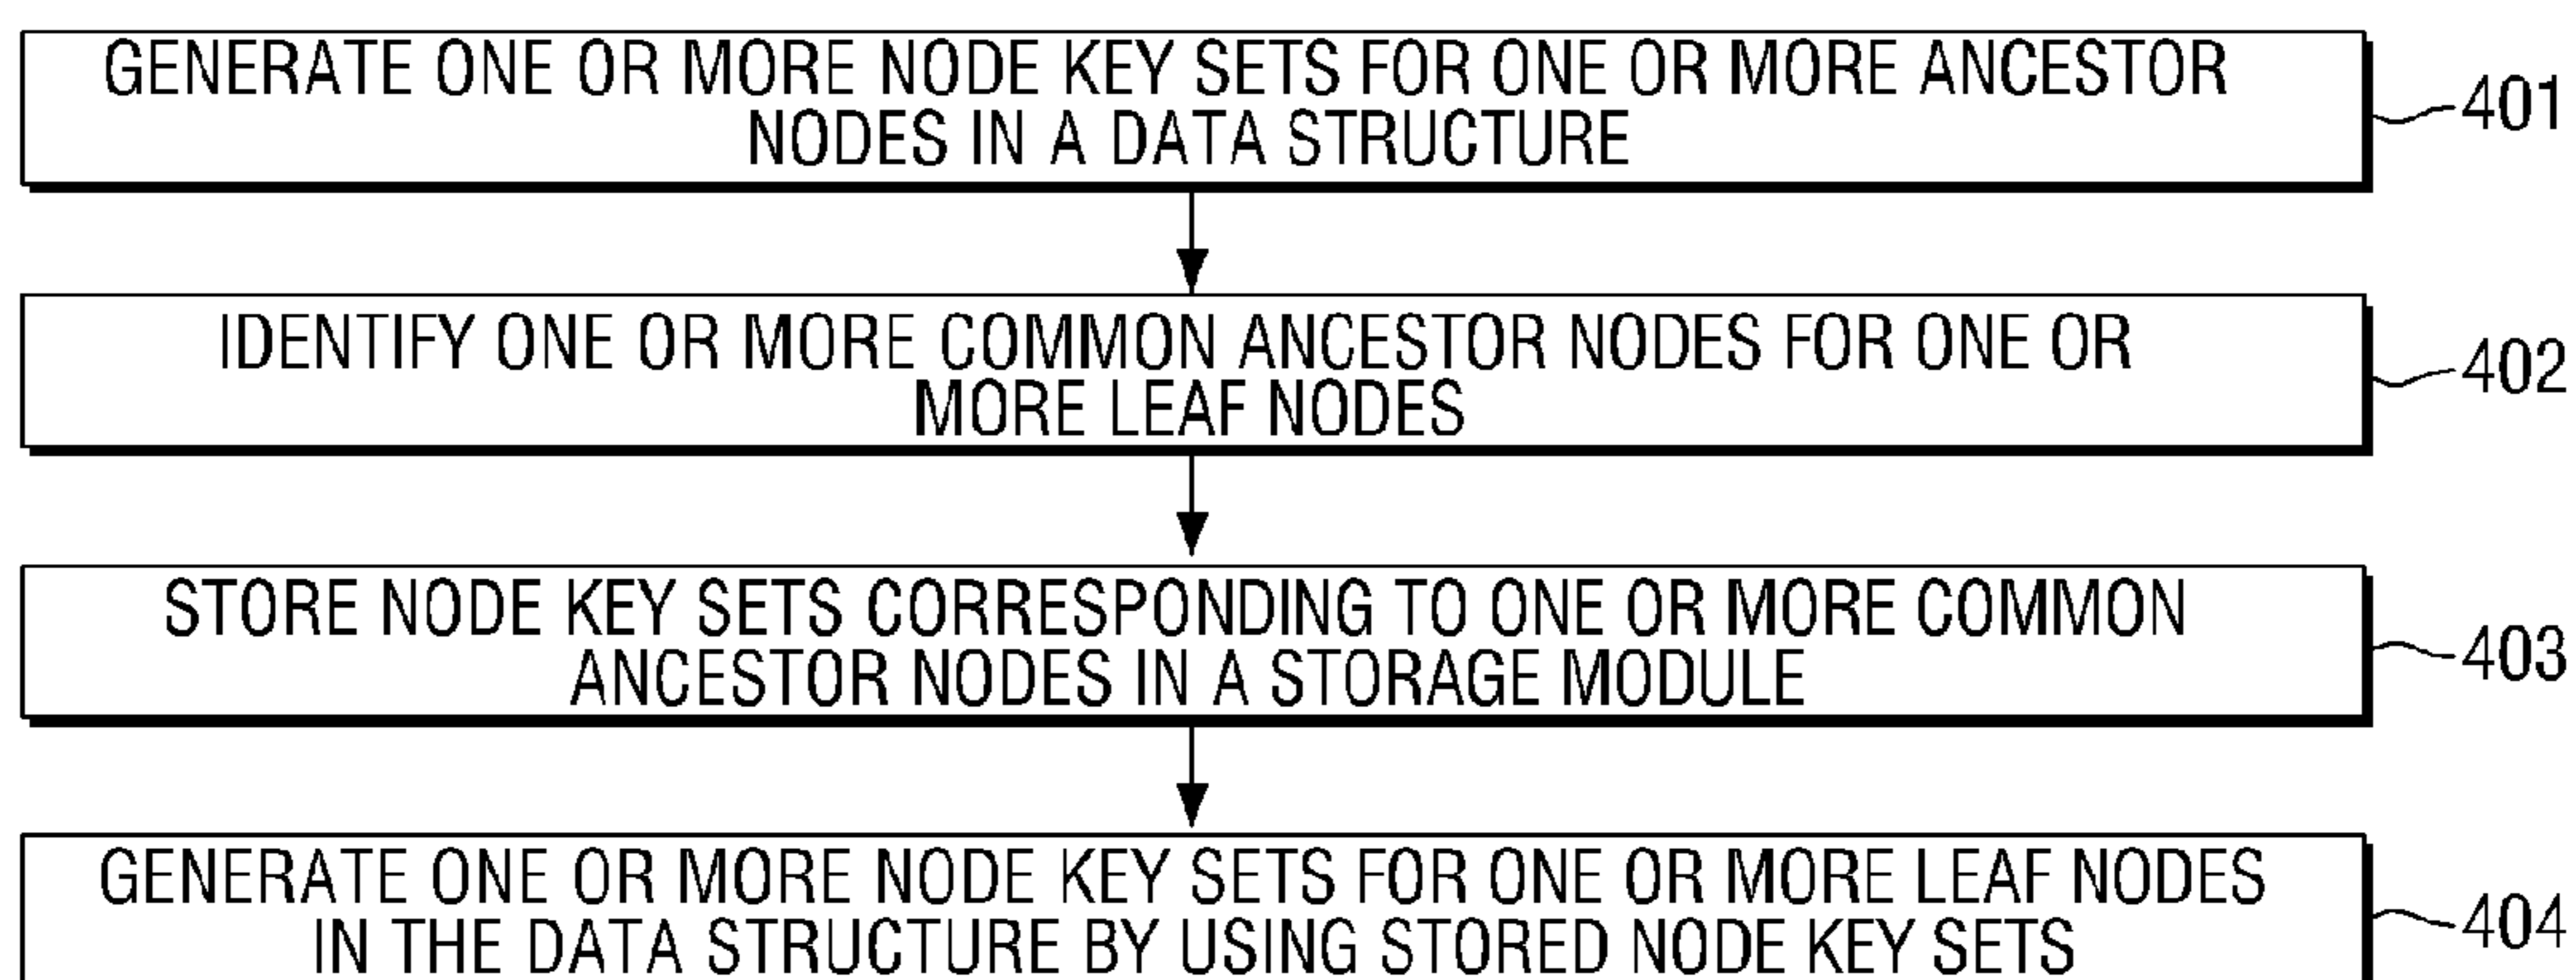 GENERATE ONE OR MORE NODE KEY SETS FOR ONE OR MORE ANCESTOR
NODES IN A DATA STRUCTURE
401
IDENTIFY ONE OR MORE COMMON ANCESTOR NODES FOR ONE OR
MORE LEAF NODES
402
STORE NODE KEY SETS CORRESPONDING TO ONE OR MORE COMMON
ANCESTOR NODES IN A STORAGE MODULE
403
GENERATE ONE OR MORE NODE KEY SETS FOR ONE OR MORE LEAF NODES
IN THE DATA STRUCTURE BY USING STORED NODE KEY SETS
404